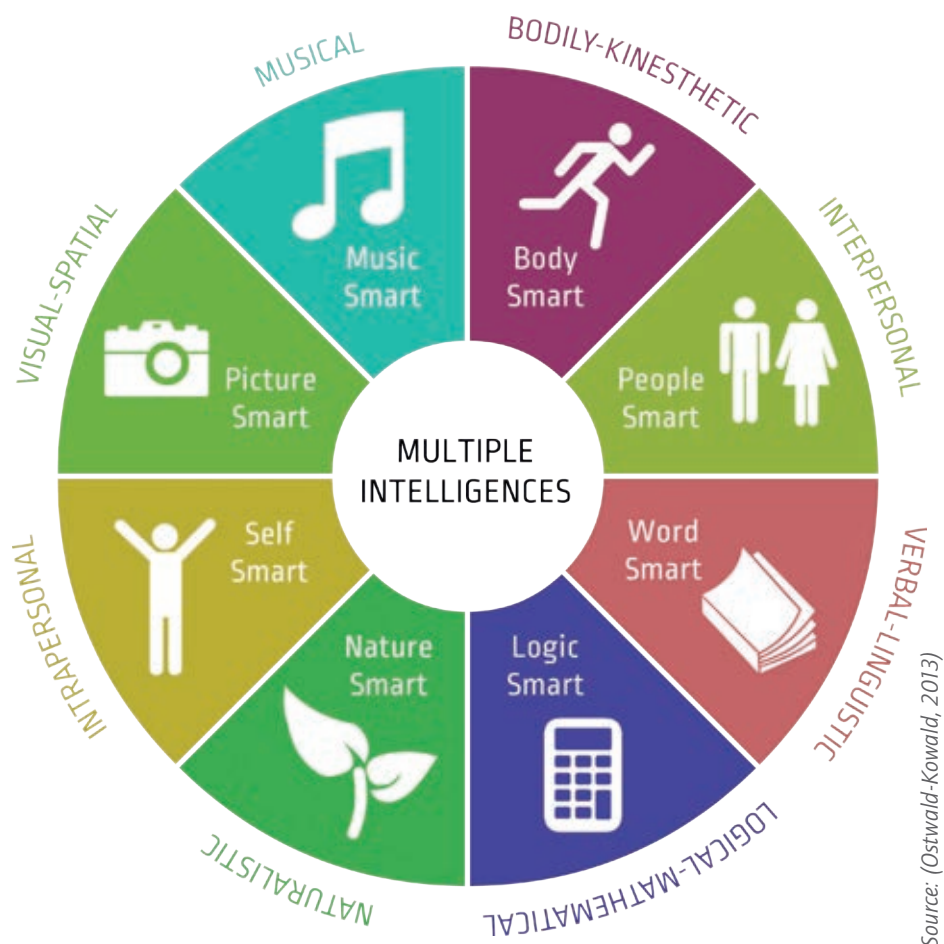 MUSICAL
BODILY-KINESTHETIC
VISUAL-SPATIAL
INTERPERSONAL
Music
Smart
Body
Smart
Picture
Smart
People
Smart
MULTIPLE
INTELLIGENCES
Self
Smart
Word
Smart
Nature
Smart
Logic
Smart
INTRAPERSONAL
VERBAL-LINGUISTIC
NATURALISTIC
LOGICAL-MATHEMATICAL
Source: (Ostwald-Kowald, 2013)